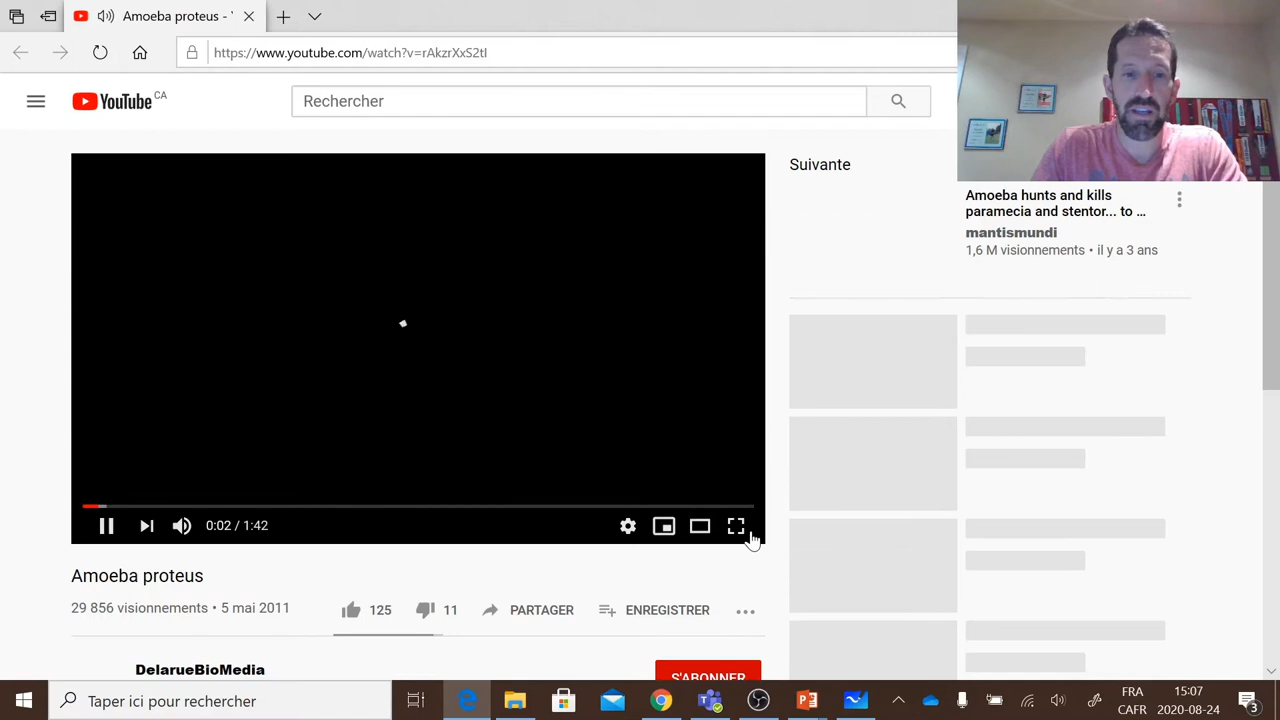 Amoeba proteus - Y
https://www.youtube.com/watch?v=rAkzrXxS2tI
YouTube CA
Rechercher
Suivante
Amoeba hunts and kills
paramecia and stentor... to ...
mantismundi
1,6 M visionnements • il y a 3 ans
0:02 / 1:42
Amoeba proteus
29 856 visionnements • 5 mai 2011
125
11
PARTAGER
ENREGISTRER
DelarueBioMedia
S'ABONNER
Taper ici pour rechercher
FRA
CAFR
15:07
2020-08-24
3